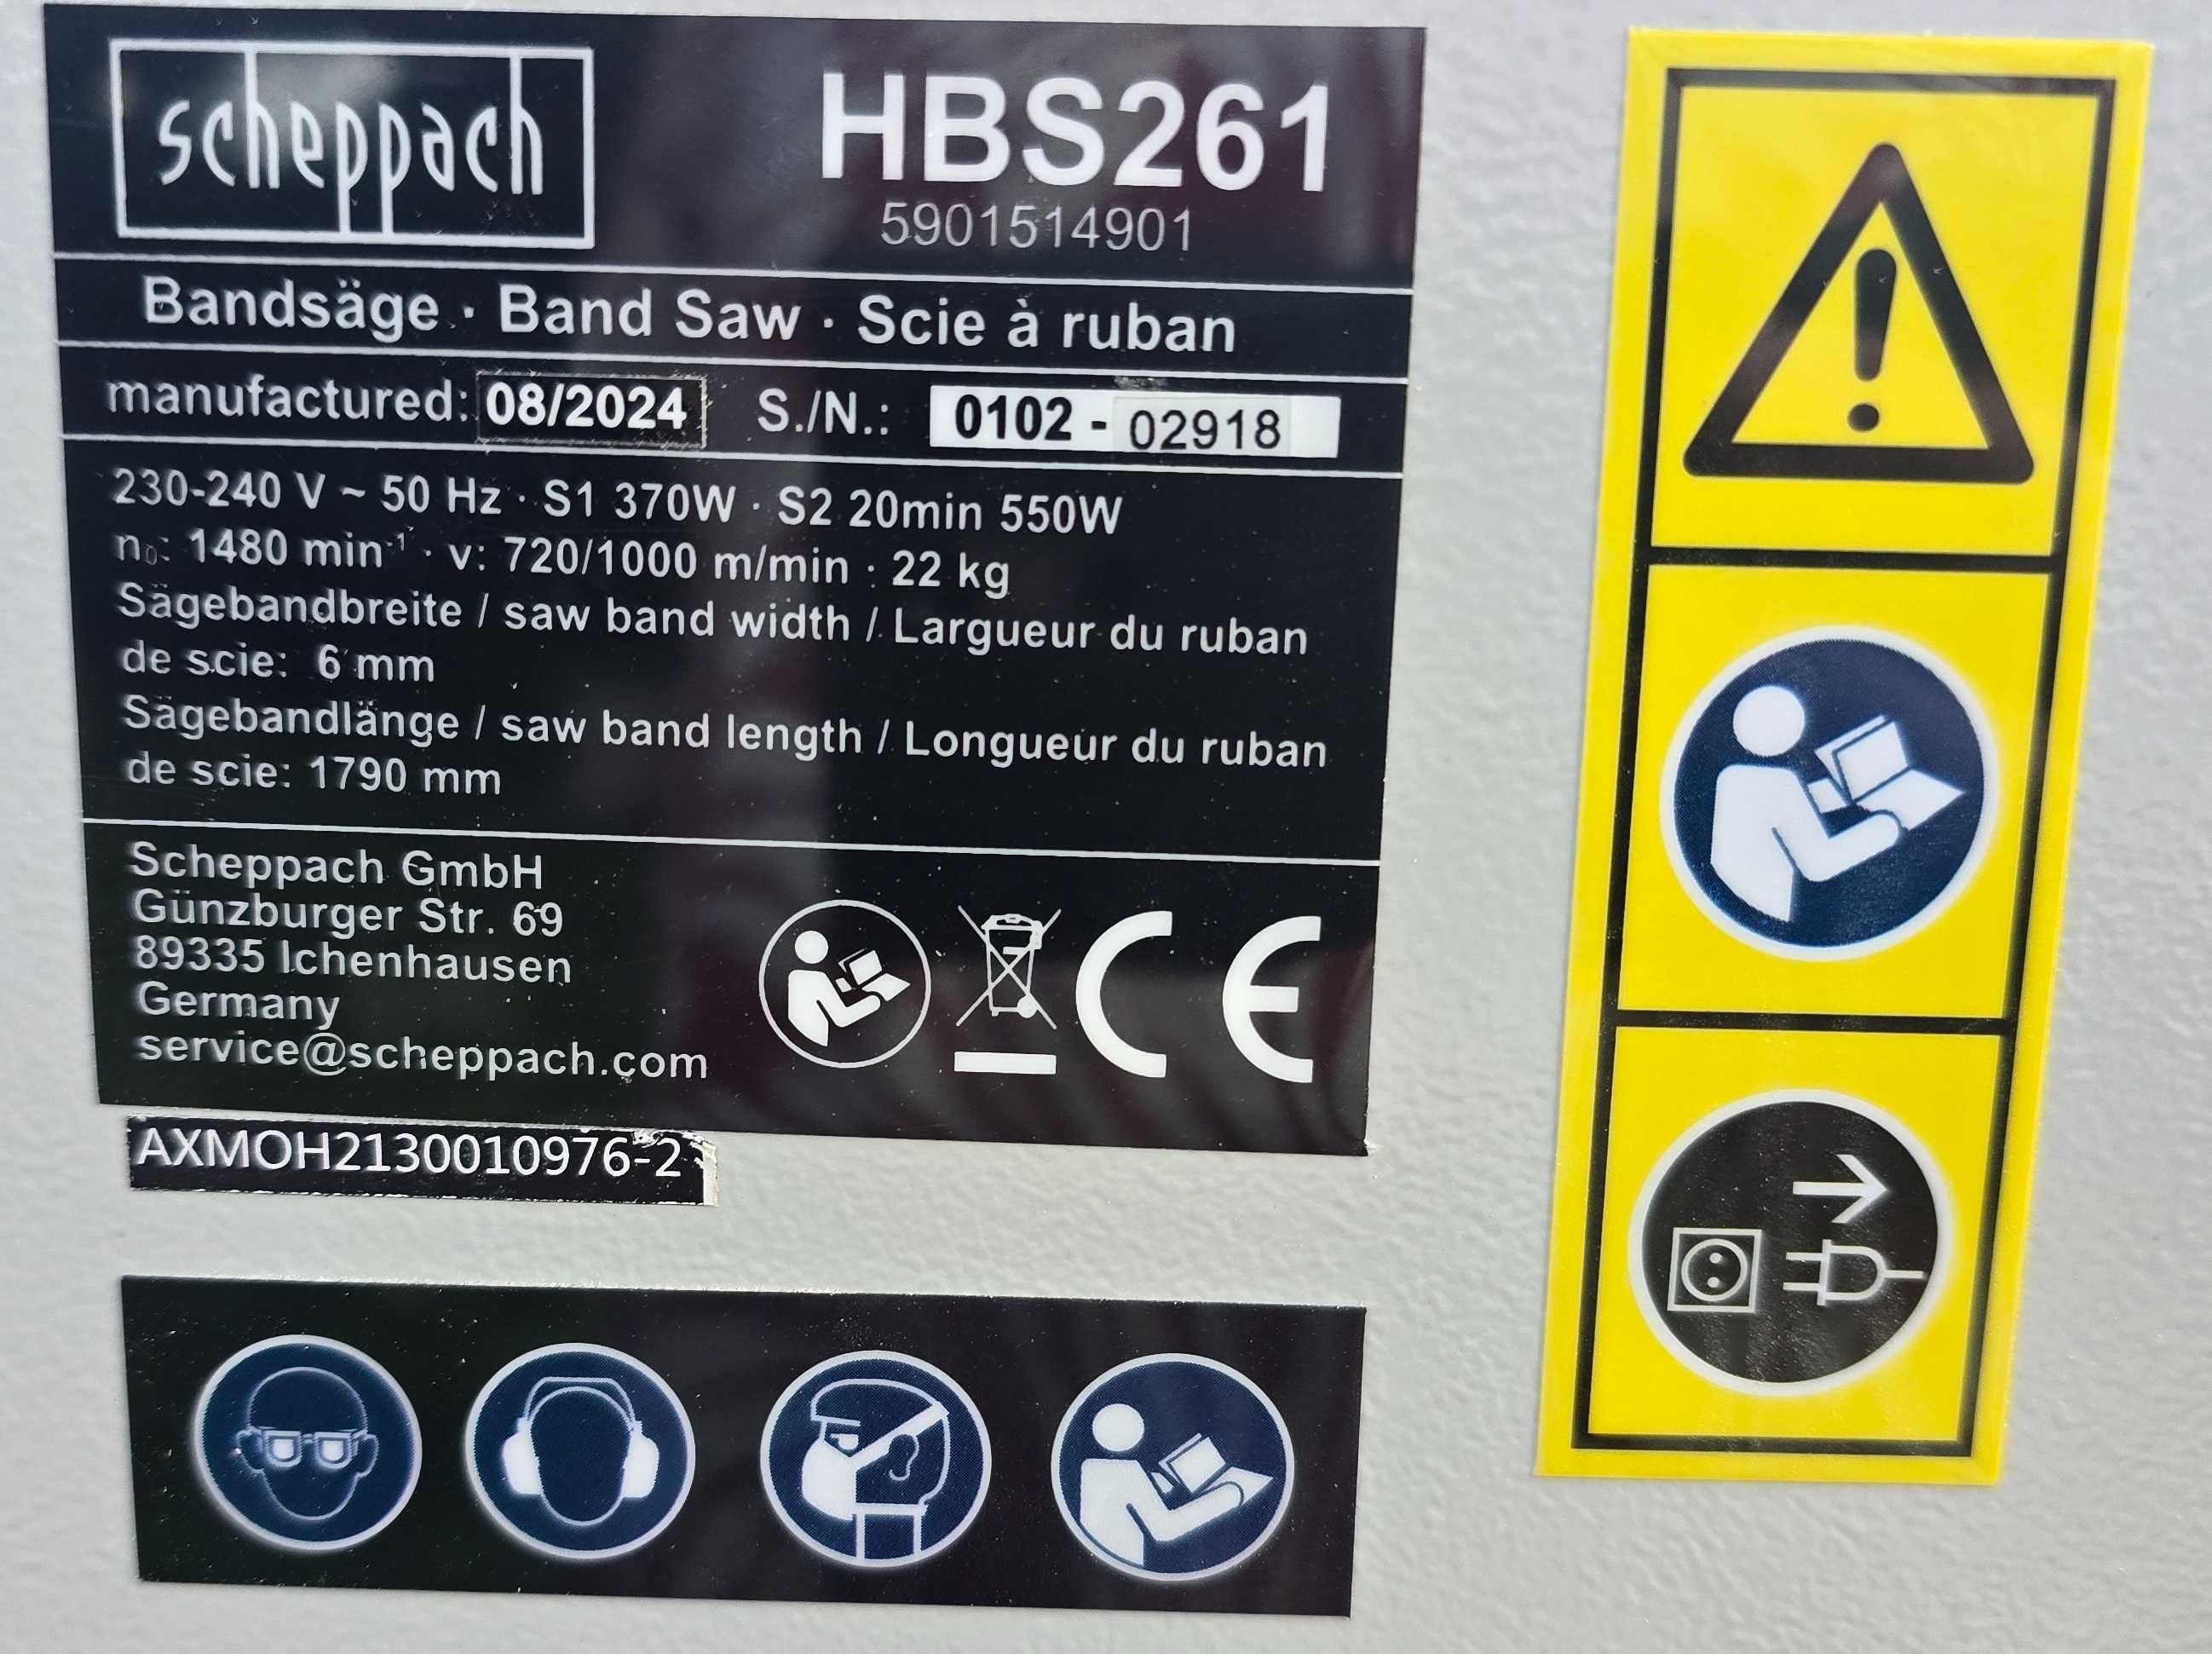 scheppach
HBS261
5901514901
Bandsäge · Band Saw · Scie à ruban
manufactured: 08/2024 S./N.: 0102 - 02918
230-240 V ~ 50 Hz · S1 370W · S2 20min 550W
n₀: 1480 min⁻¹ · v: 720/1000 m/min · 22 kg
Sägebandbreite / saw band width / Largueur du ruban
de scie: 6 mm
Sägebandlänge / saw band length / Longueur du ruban
de scie: 1790 mm
Scheppach GmbH
Günzburger Str. 69
89335 Ichenhausen
Germany
service@scheppach.com
CE
AXMOH2130010976-2